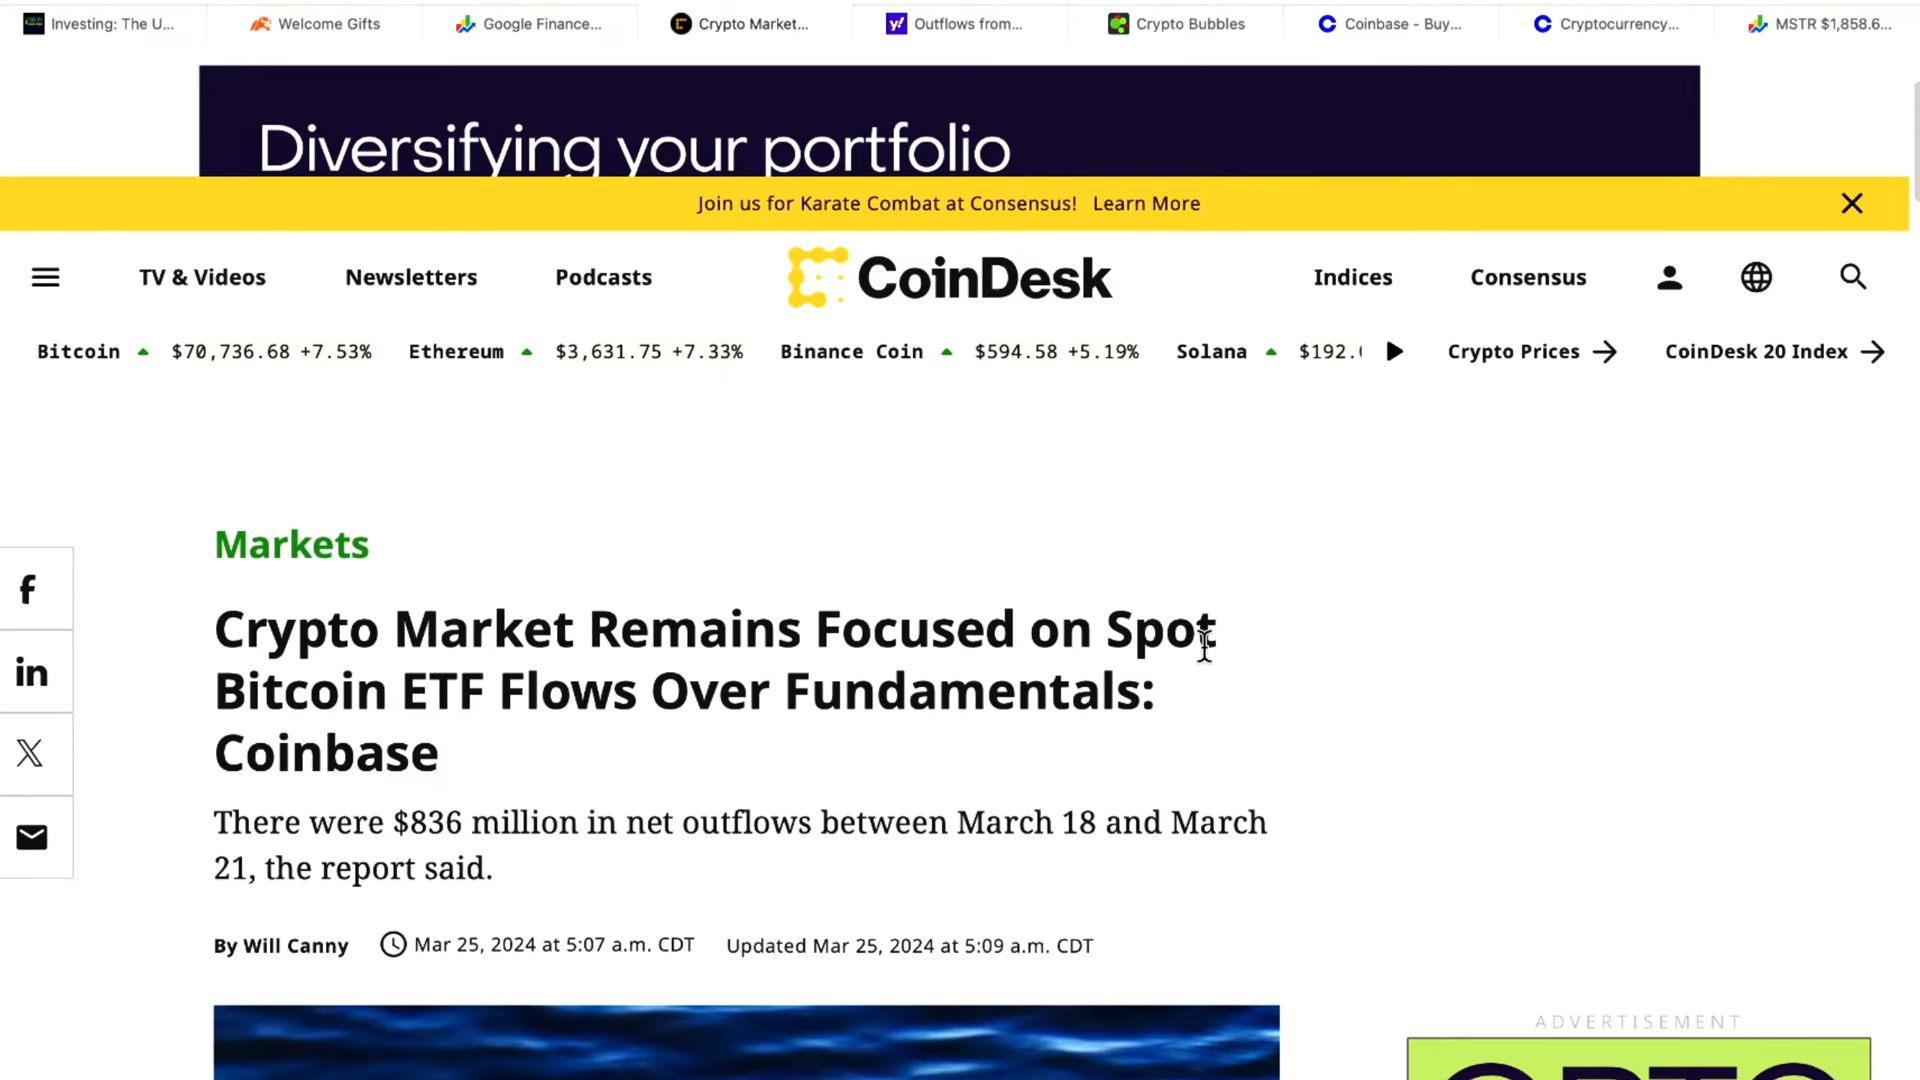 Investing: The U...
Welcome Gifts
Google Finance...
Crypto Market...
Outflows from...
Crypto Bubbles
Coinbase - Buy...
Cryptocurrency...
MSTR $1,858.6...
Diversifying your portfolio
Join us for Karate Combat at Consensus! Learn More
TV & Videos
Newsletters
Podcasts
CoinDesk
Indices
Consensus
Bitcoin $70,736.68 +7.53% Ethereum $3,631.75 +7.33% Binance Coin $594.58 +5.19% Solana $192.
Crypto Prices
CoinDesk 20 Index
Markets
Crypto Market Remains Focused on Spot
Bitcoin ETF Flows Over Fundamentals:
Coinbase
There were $836 million in net outflows between March 18 and March
21, the report said.
By Will Canny
Mar 25, 2024 at 5:07 a.m. CDT
Updated Mar 25, 2024 at 5:09 a.m. CDT
ADVERTISEMENT